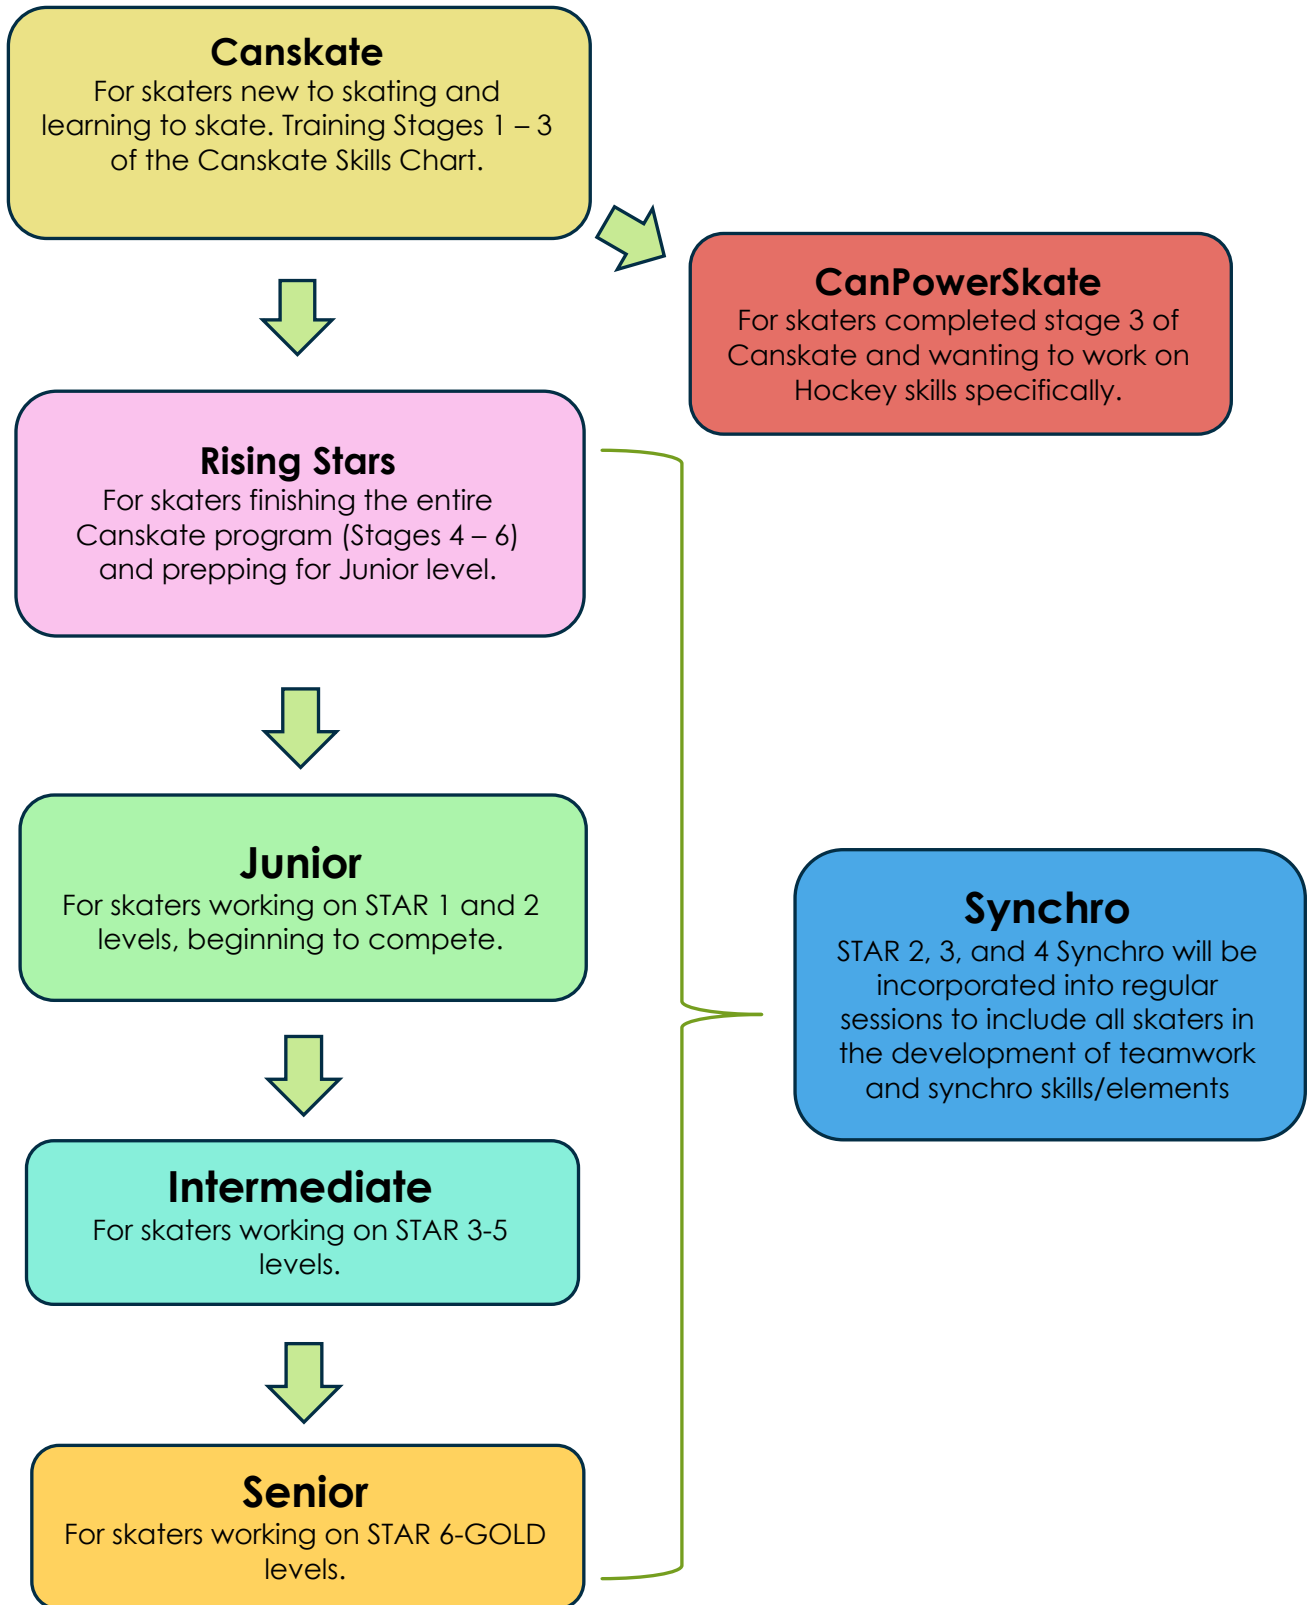 Canskate
For skaters new to skating and
learning to skate. Training Stages 1 – 3
of the Canskate Skills Chart.
CanPowerSkate
For skaters completed stage 3 of
Canskate and wanting to work on
Hockey skills specifically.
Rising Stars
For skaters finishing the entire
Canskate program (Stages 4 – 6)
and prepping for Junior level.
Junior
For skaters working on STAR 1 and 2
levels, beginning to compete.
Synchro
STAR 2, 3, and 4 Synchro will be
incorporated into regular
sessions to include all skaters in
the development of teamwork
and synchro skills/elements
Intermediate
For skaters working on STAR 3-5
levels.
Senior
For skaters working on STAR 6-GOLD
levels.